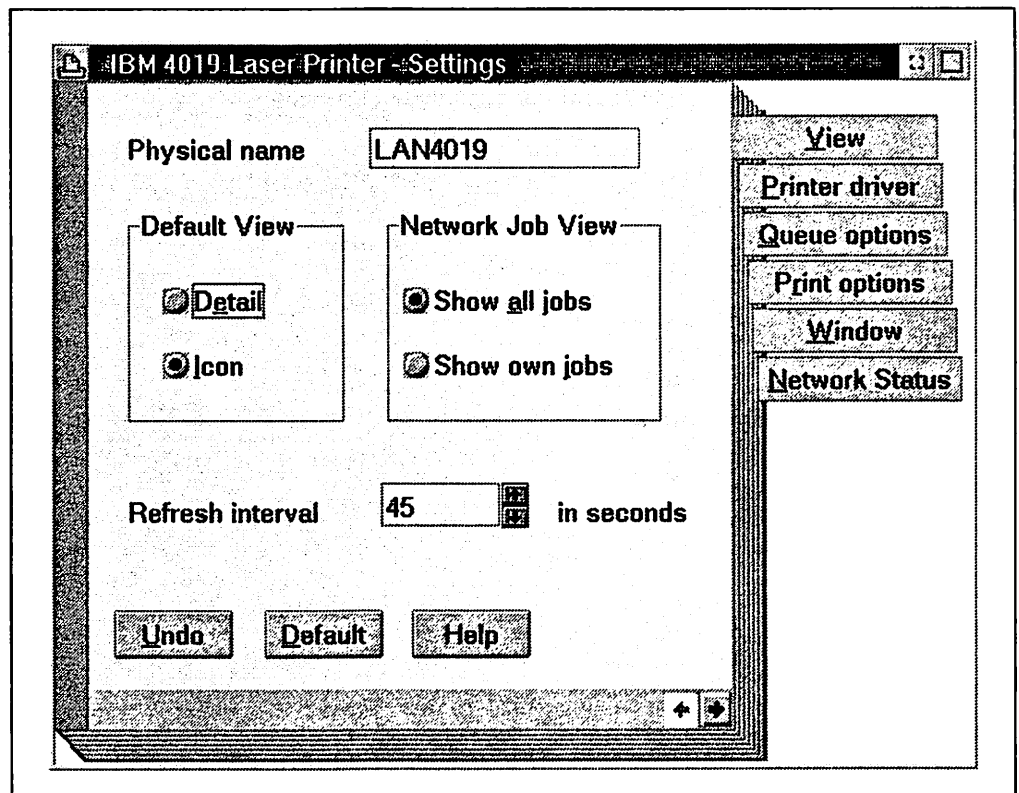 IBM 4019 Laser Printer - Settings
Physical name LAN4019
Default View
Detail
Icon
Network Job View
Show all jobs
Show own jobs
Refresh interval 45 in seconds
Undo Default Help
View
Printer driver
Queue options
Print options
Window
Network Status